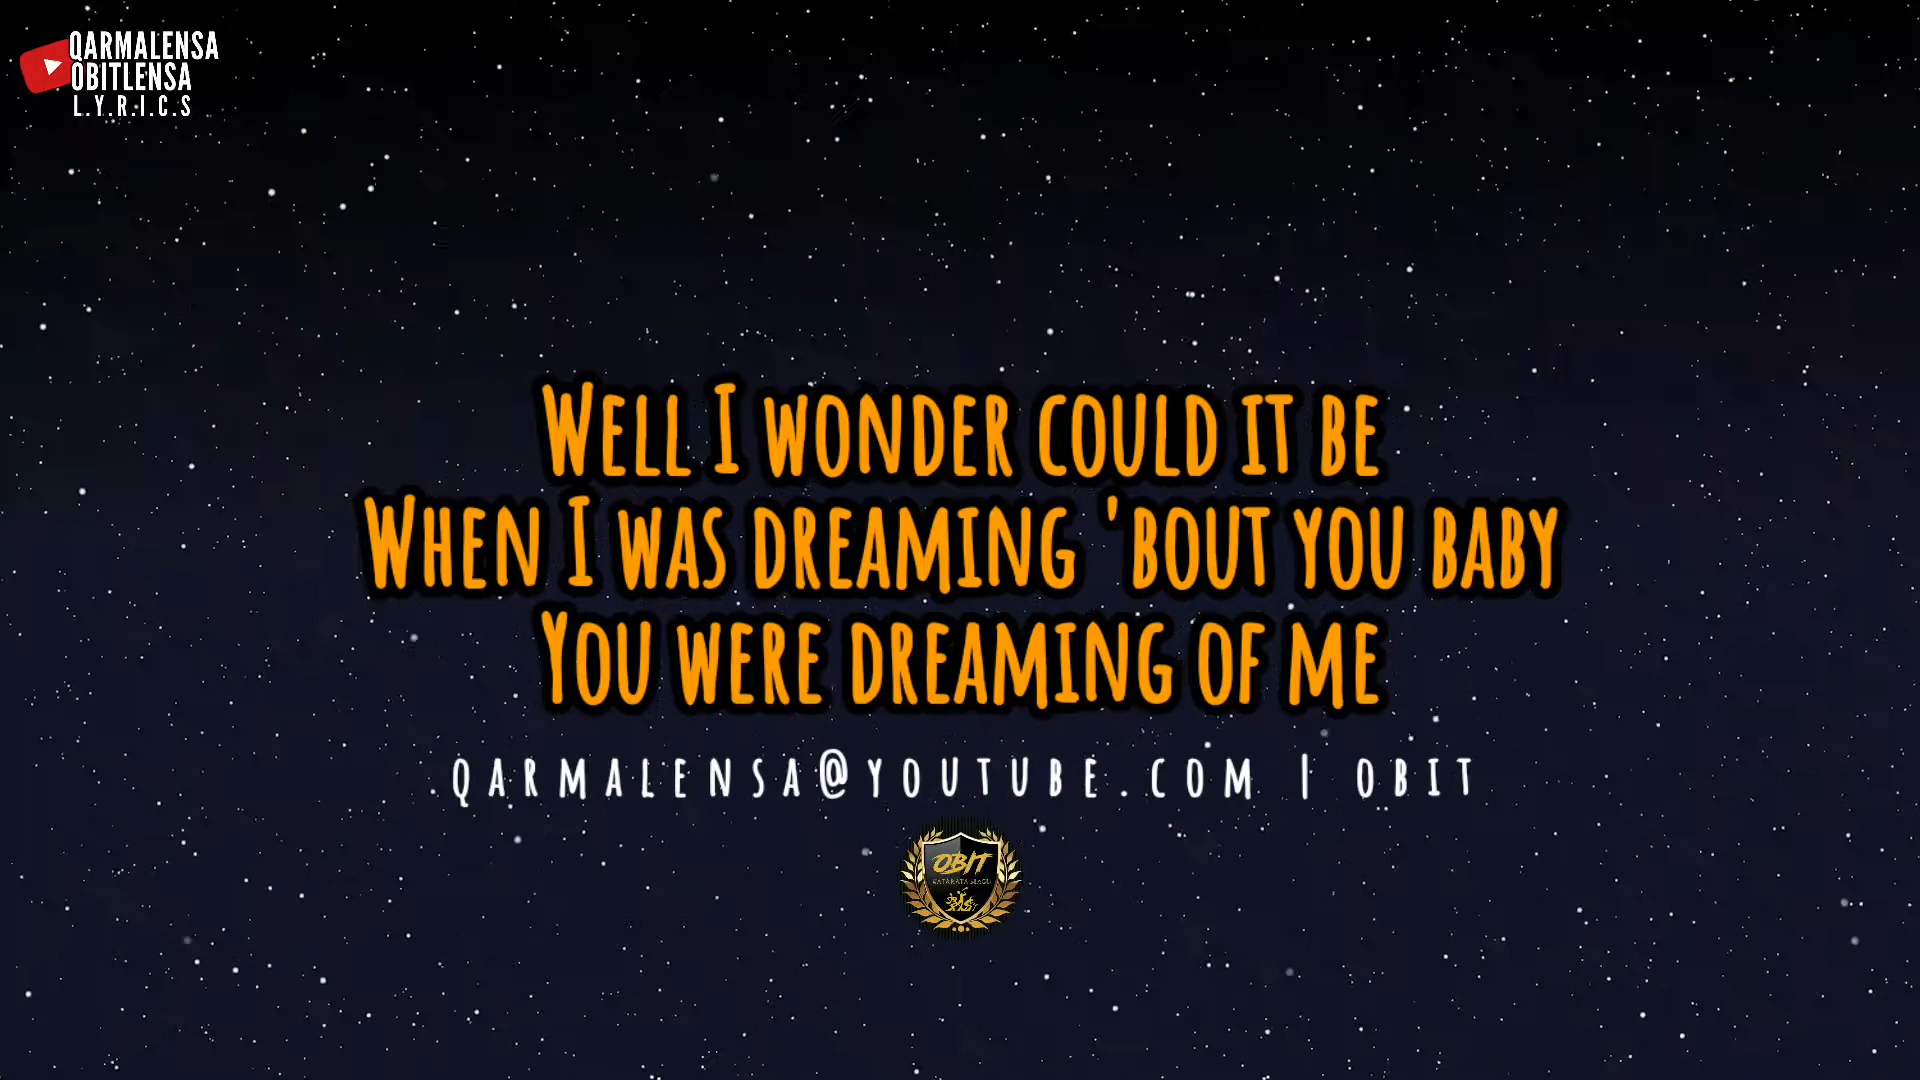 QARMALENSA
OBITLENSA
L.Y.R.I.C.S
Well I wonder could it be
When I was dreaming 'bout you baby
You were dreaming of me
QARMALENSA@YOUTUBE.COM | OBIT
OBIT